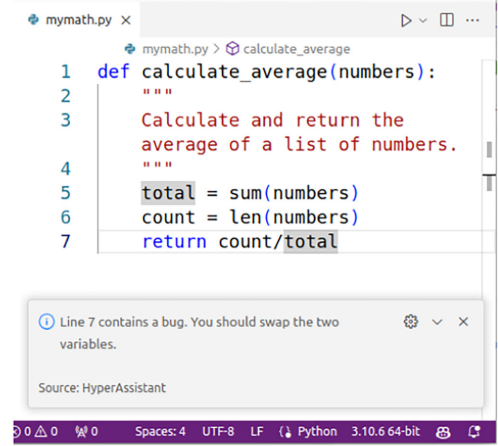 mymath.py ×
mymath.py > calculate_average
1 def calculate_average(numbers):
2 """
3 Calculate and return the
average of a list of numbers.
4 """
5 total = sum(numbers)
6 count = len(numbers)
7 return count/total
Line 7 contains a bug. You should swap the two
variables.
Source: HyperAssistant
0 0 0 Spaces: 4 UTF-8 LF Python 3.10.6 64-bit